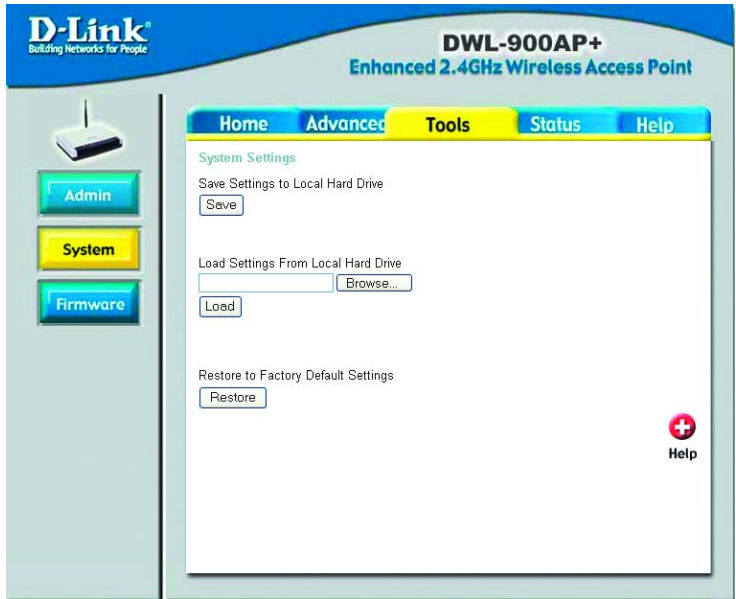 D-Link®
Building Networks for People
DWL-900AP+
Enhanced 2.4GHz Wireless Access Point
Home Advanced Tools Status Help
Admin
System
Firmware
System Settings
Save Settings to Local Hard Drive
Save
Load Settings From Local Hard Drive
Browse...
Load
Restore to Factory Default Settings
Restore
Help